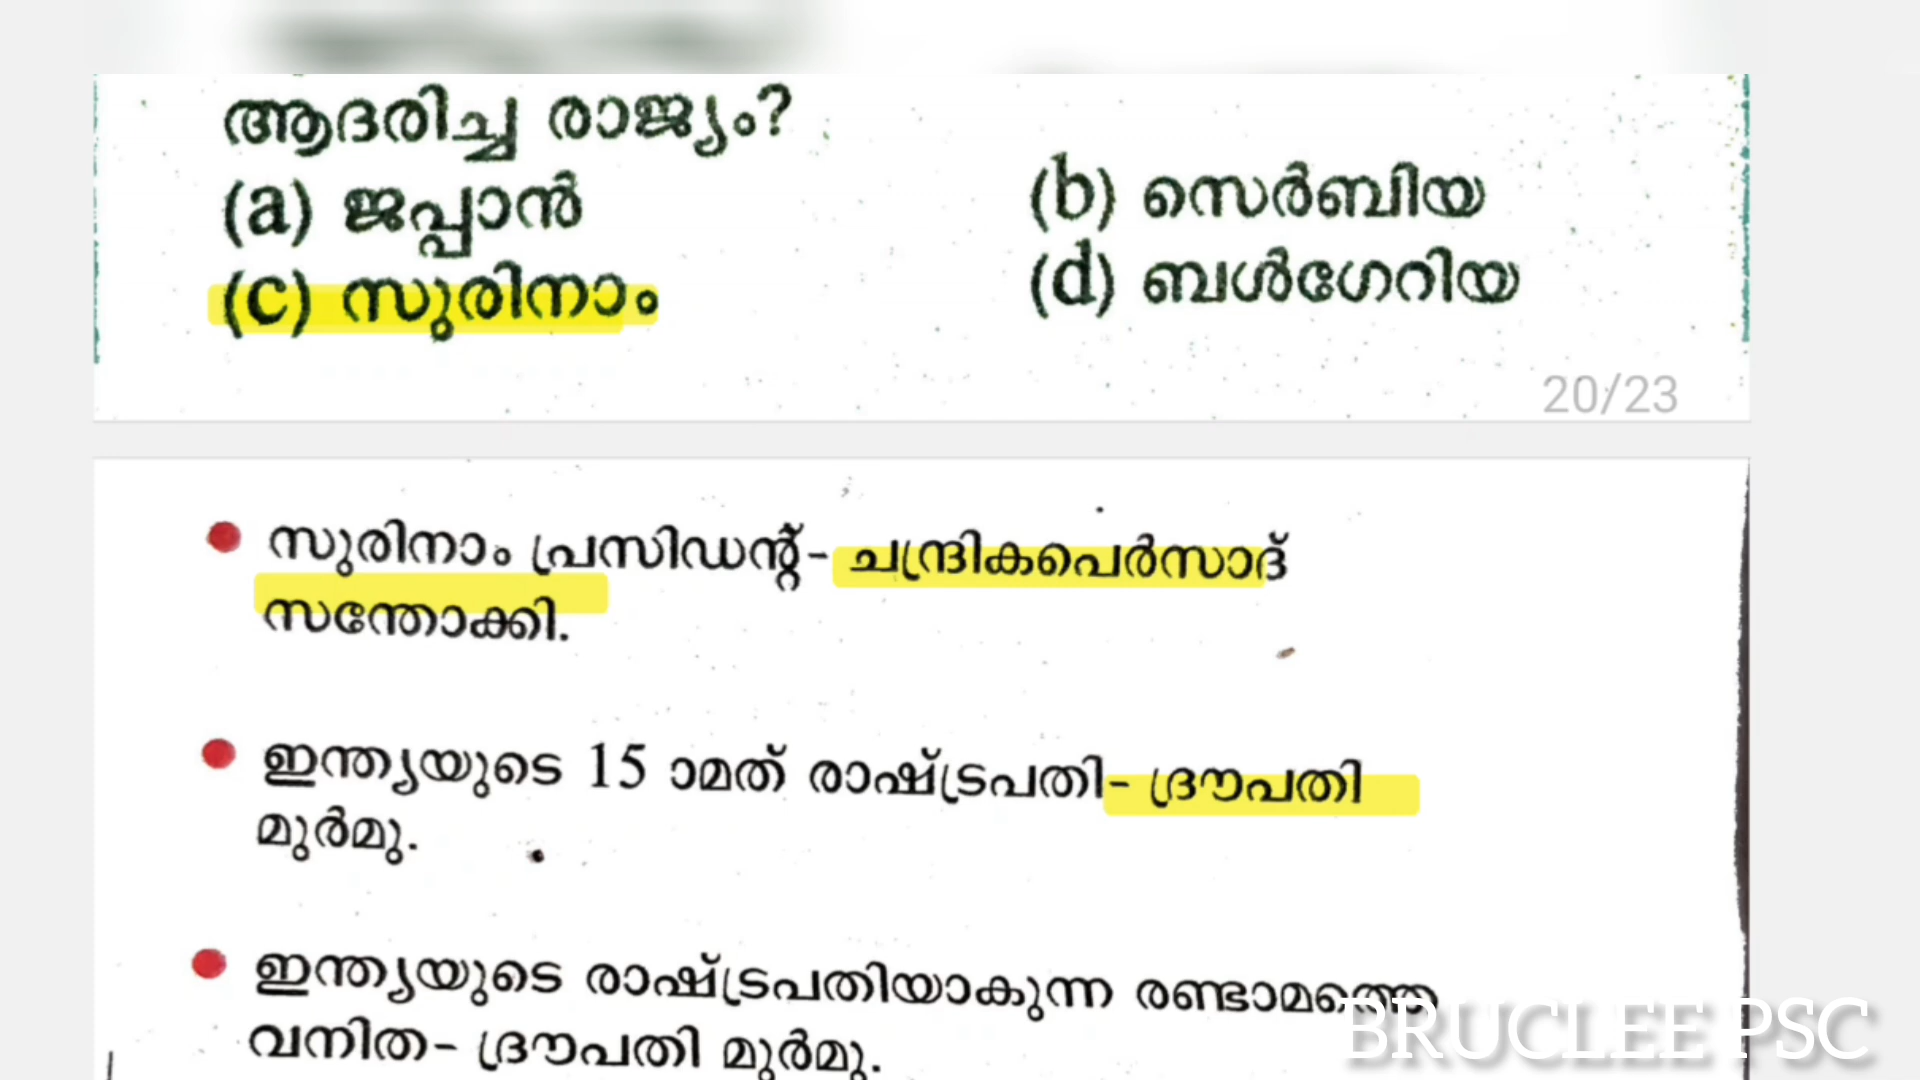 ആദരിച്ച രാജ്യം?
(a) ജപ്പാൻ (b) സെർബിയ
(c) സുരിനാം (d) ബൾഗേറിയ
20/23
സുരിനാം പ്രസിഡന്റ്- ചന്ദ്രികപെർസാദ്
സന്തോക്കി.
ഇന്ത്യയുടെ 15 ാമത് രാഷ്ട്രപതി- ദ്രൗപതി
മുർമു.
ഇന്ത്യയുടെ രാഷ്ട്രപതിയാകുന്ന രണ്ടാമത്തെ
വനിത- ദ്രൗപതി മുർമു.
BRUCLEE PSC